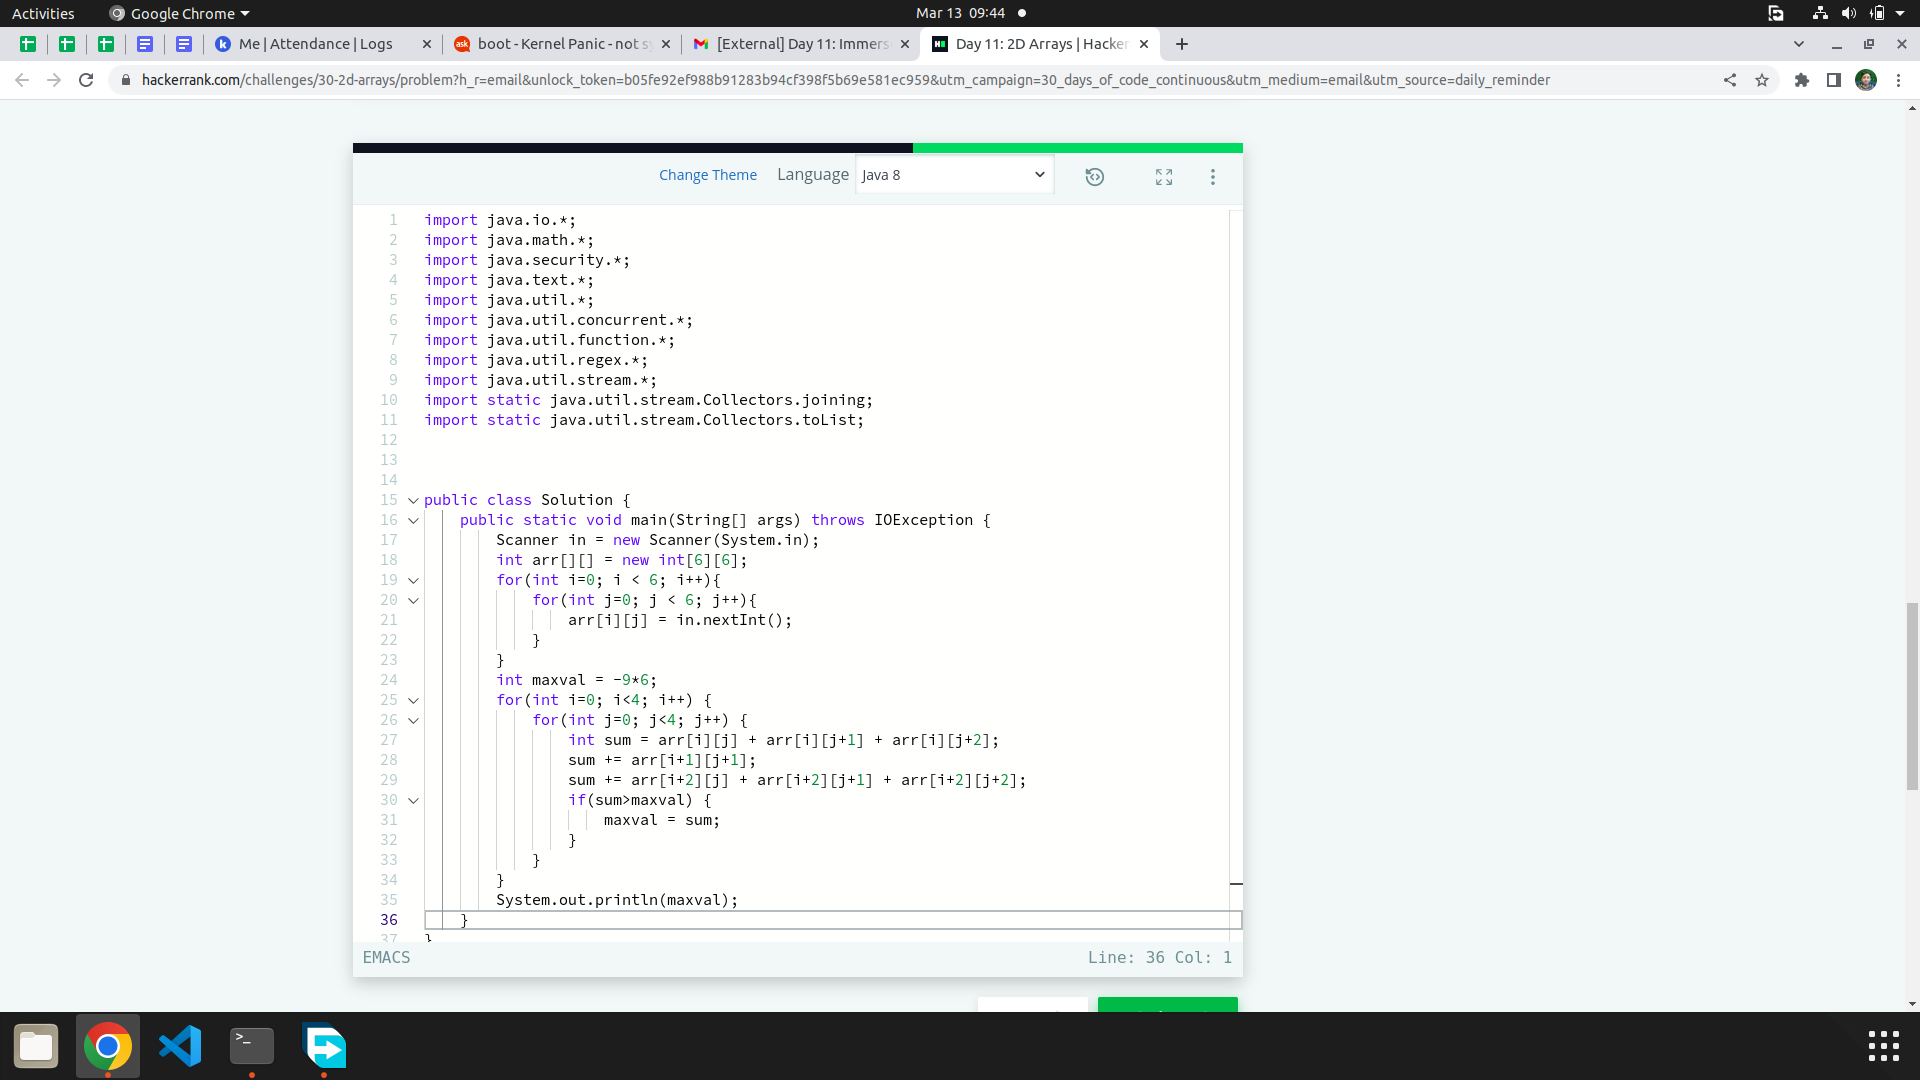 Activities
Google Chrome
Mar 13 09:44
Me | Attendance | Logs
ask
boot - Kernel Panic - not sy
[External] Day 11: Immers
Day 11: 2D Arrays | Hacker
hackerrank.com/challenges/30-2d-arrays/problem?h_r=email&unlock_token=b05fe92ef988b91283b94cf398f5b69e581ec959&utm_campaign=30_days_of_code_continuous&utm_medium=email&utm_source=daily_reminder
Change Theme
Language
Java 8
1 import java.io.*;
2 import java.math.*;
3 import java.security.*;
4 import java.text.*;
5 import java.util.*;
6 import java.util.concurrent.*;
7 import java.util.function.*;
8 import java.util.regex.*;
9 import java.util.stream.*;
10 import static java.util.stream.Collectors.joining;
11 import static java.util.stream.Collectors.toList;
12
13
14
15 public class Solution {
16 public static void main(String[] args) throws IOException {
17 Scanner in = new Scanner(System.in);
18 int arr[][] = new int[6][6];
19 for(int i=0; i < 6; i++){
20 for(int j=0; j < 6; j++){
21 arr[i][j] = in.nextInt();
22 }
23 }
24 int maxval = -9*6;
25 for(int i=0; i<4; i++) {
26 for(int j=0; j<4; j++) {
27 int sum = arr[i][j] + arr[i][j+1] + arr[i][j+2];
28 sum += arr[i+1][j+1];
29 sum += arr[i+2][j] + arr[i+2][j+1] + arr[i+2][j+2];
30 if(sum>maxval) {
31 maxval = sum;
32 }
33 }
34 }
35 System.out.println(maxval);
36 }
37 }
EMACS
Line: 36 Col: 1